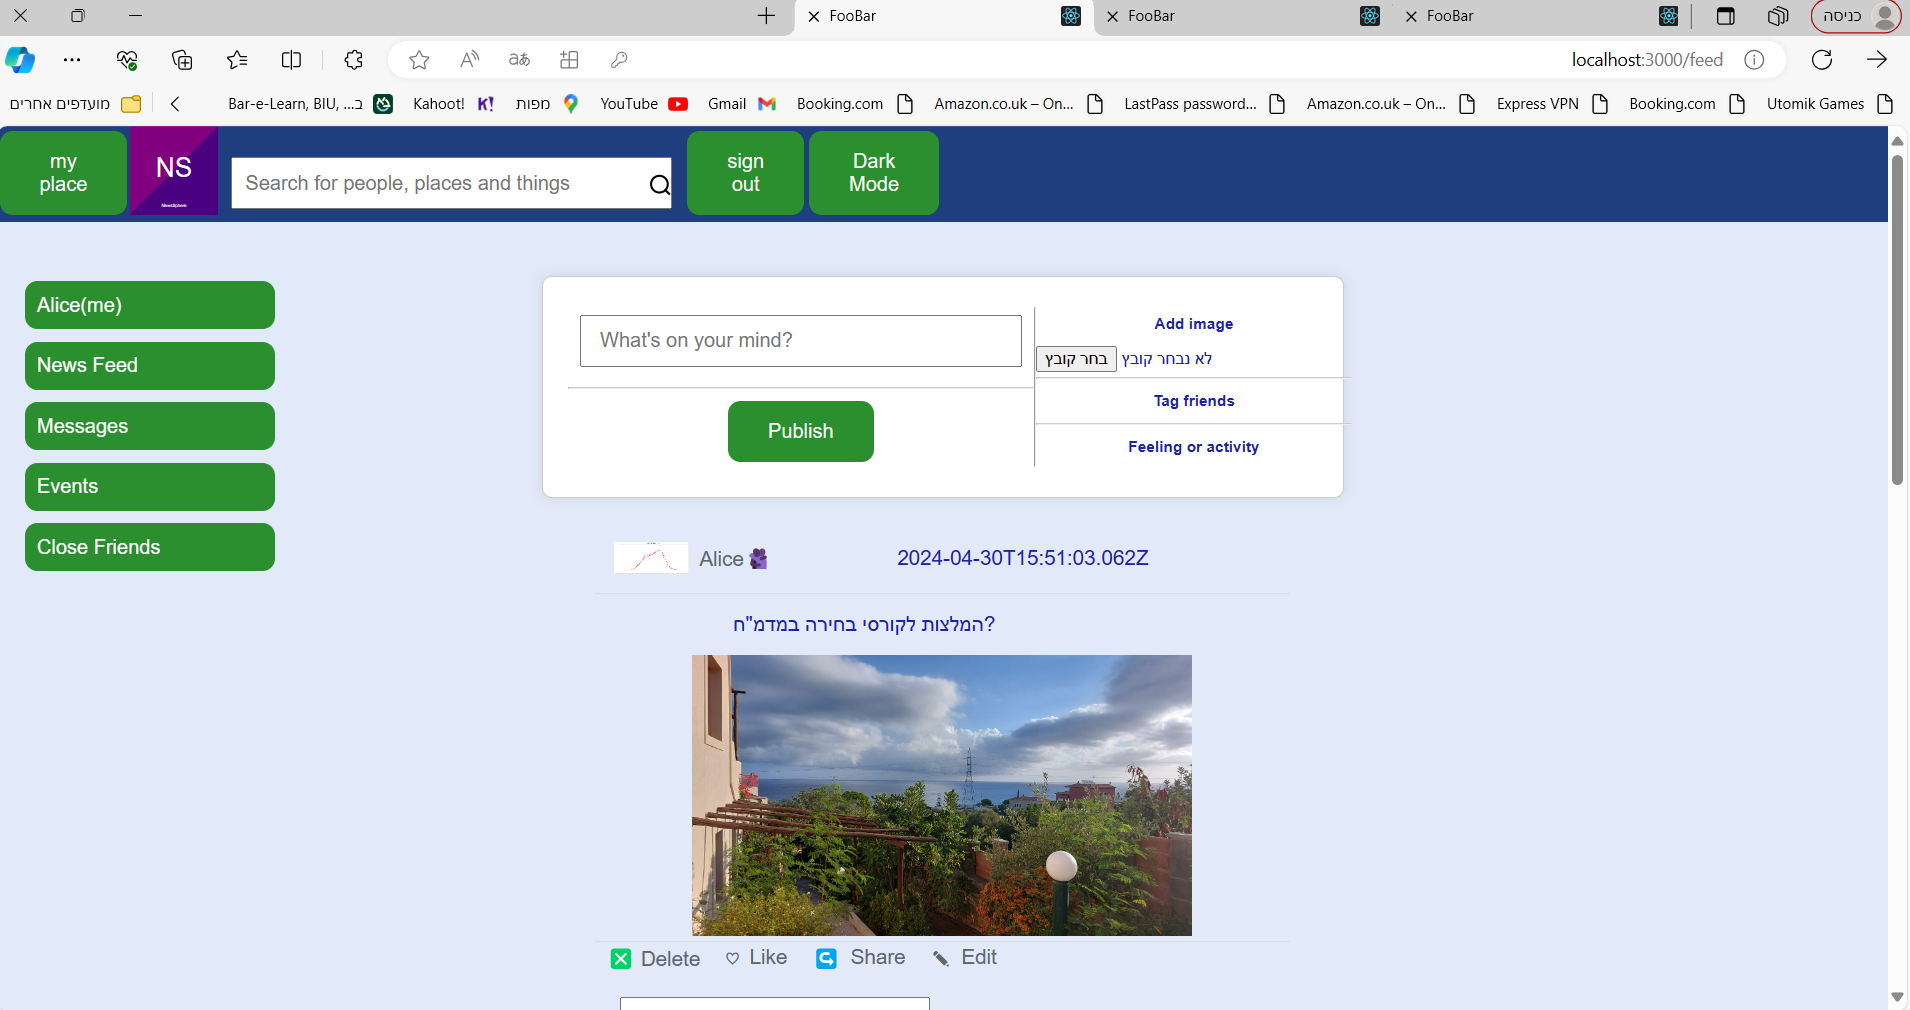 FooBar
FooBar
FooBar
כניסה
localhost:3000/feed
מועדפים אחרים
Bar-e-Learn, BIU, ...ב
Kahoot!
מפות
YouTube
Gmail
Booking.com
Amazon.co.uk – On...
LastPass password...
Amazon.co.uk – On...
Express VPN
Booking.com
Utomik Games
my
place
NS
NewsSphere
Search for people, places and things
sign
out
Dark
Mode
Alice(me)
News Feed
Messages
Events
Close Friends
What's on your mind?
Publish
Add image
בחר קובץ
לא נבחר קובץ
Tag friends
Feeling or activity
Alice
2024-04-30T15:51:03.062Z
המלצות לקורסי בחירה במדמ"ח?
Delete
Like
Share
Edit